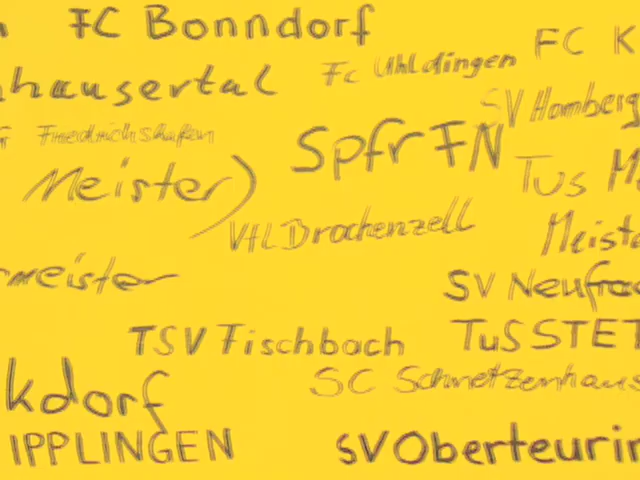 FC Bonndorf
FC K
Fc Uhldingen
hausertal
SV Homberg
Friedrichshafen
Spfr FN
TuS M
Meister)
VfL Brochenzell
Meiste
meister
SV Neufra
TSV Fischbach
TuS STET
SC Schnetzenhaus
kdorf
IPPLINGEN
SV Oberteurin